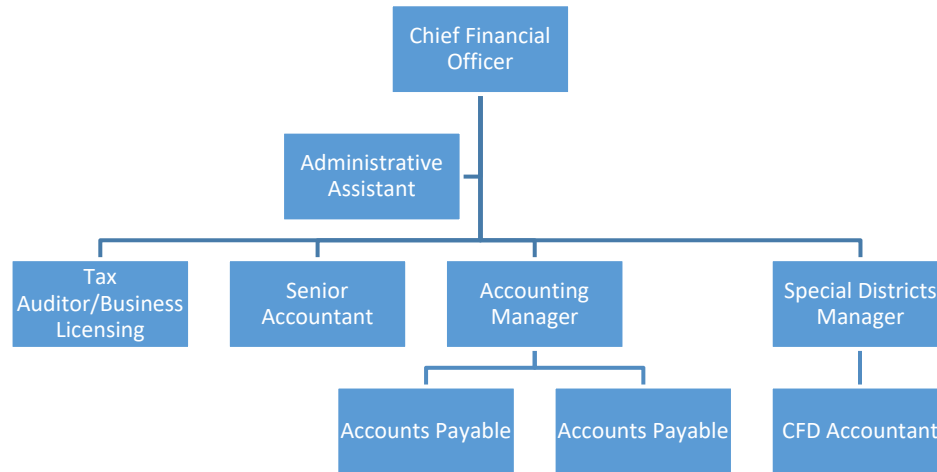 Chief Financial
Officer
Administrative
Assistant
Tax
Auditor/Business
Licensing
Senior
Accountant
Accounting
Manager
Special Districts
Manager
Accounts Payable
Accounts Payable
CFD Accountant